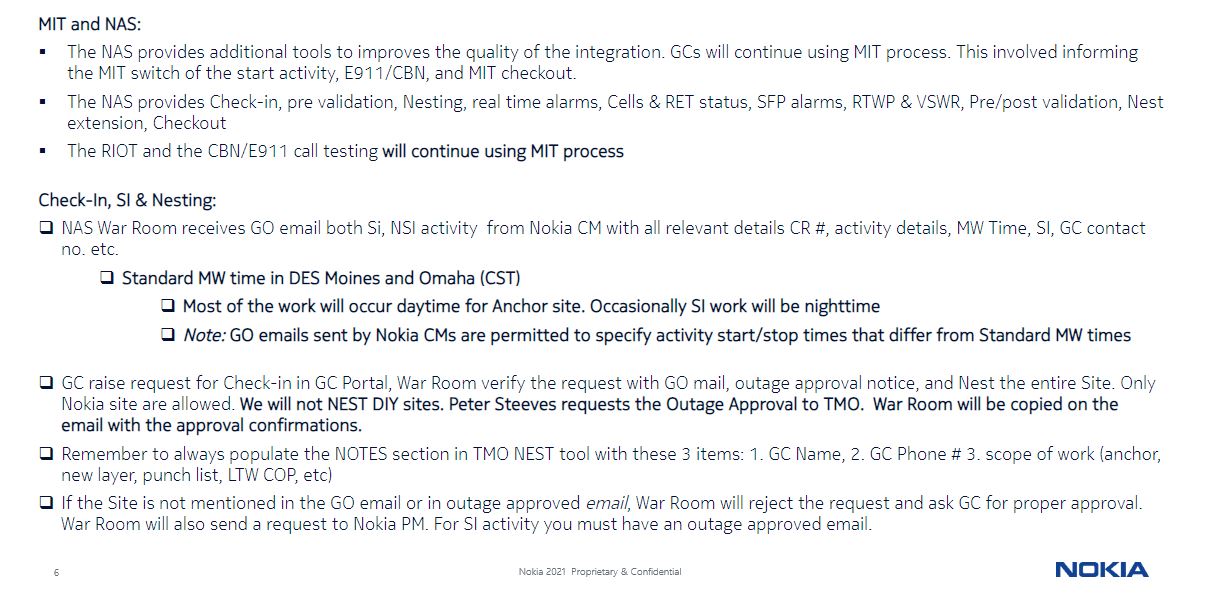 MIT and NAS:
▪ The NAS provides additional tools to improves the quality of the integration. GCs will continue using MIT process. This involved informing
the MIT switch of the start activity, E911/CBN, and MIT checkout.
▪ The NAS provides Check-in, pre validation, Nesting, real time alarms, Cells & RET status, SFP alarms, RTWP & VSWR, Pre/post validation, Nest
extension, Checkout
▪ The RIOT and the CBN/E911 call testing will continue using MIT process
Check-In, SI & Nesting:
❑ NAS War Room receives GO email both Si, NSI activity from Nokia CM with all relevant details CR #, activity details, MW Time, SI, GC contact
no. etc.
❑ Standard MW time in DES Moines and Omaha (CST)
❑ Most of the work will occur daytime for Anchor site. Occasionally SI work will be nighttime
❑ Note: GO emails sent by Nokia CMs are permitted to specify activity start/stop times that differ from Standard MW times
❑ GC raise request for Check-in in GC Portal, War Room verify the request with GO mail, outage approval notice, and Nest the entire Site. Only
Nokia site are allowed. We will not NEST DIY sites. Peter Steeves requests the Outage Approval to TMO. War Room will be copied on the
email with the approval confirmations.
❑ Remember to always populate the NOTES section in TMO NEST tool with these 3 items: 1. GC Name, 2. GC Phone # 3. scope of work (anchor,
new layer, punch list, LTW COP, etc)
❑ If the Site is not mentioned in the GO email or in outage approved email, War Room will reject the request and ask GC for proper approval.
War Room will also send a request to Nokia PM. For SI activity you must have an outage approved email.
6 Nokia 2021 Proprietary & Confidential NOKIA